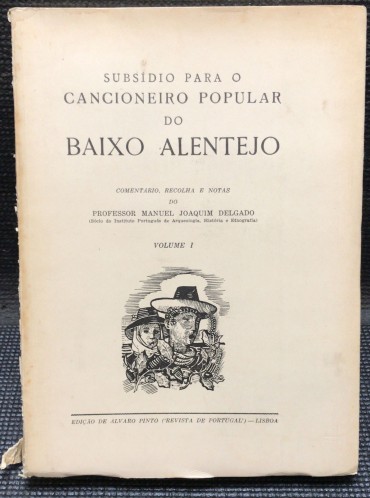 SUBSÍDIO PARA O
CANCIONEIRO POPULAR
DO
BAIXO ALENTEJO
COMENTÁRIO, RECOLHA E NOTAS
DO
PROFESSOR MANUEL JOAQUIM DELGADO
(Sócio do Instituto Português de Arqueologia, História e Etnografia)
VOLUME I
EDIÇÃO DE ÁLVARO PINTO («REVISTA DE PORTUGAL») — LISBOA